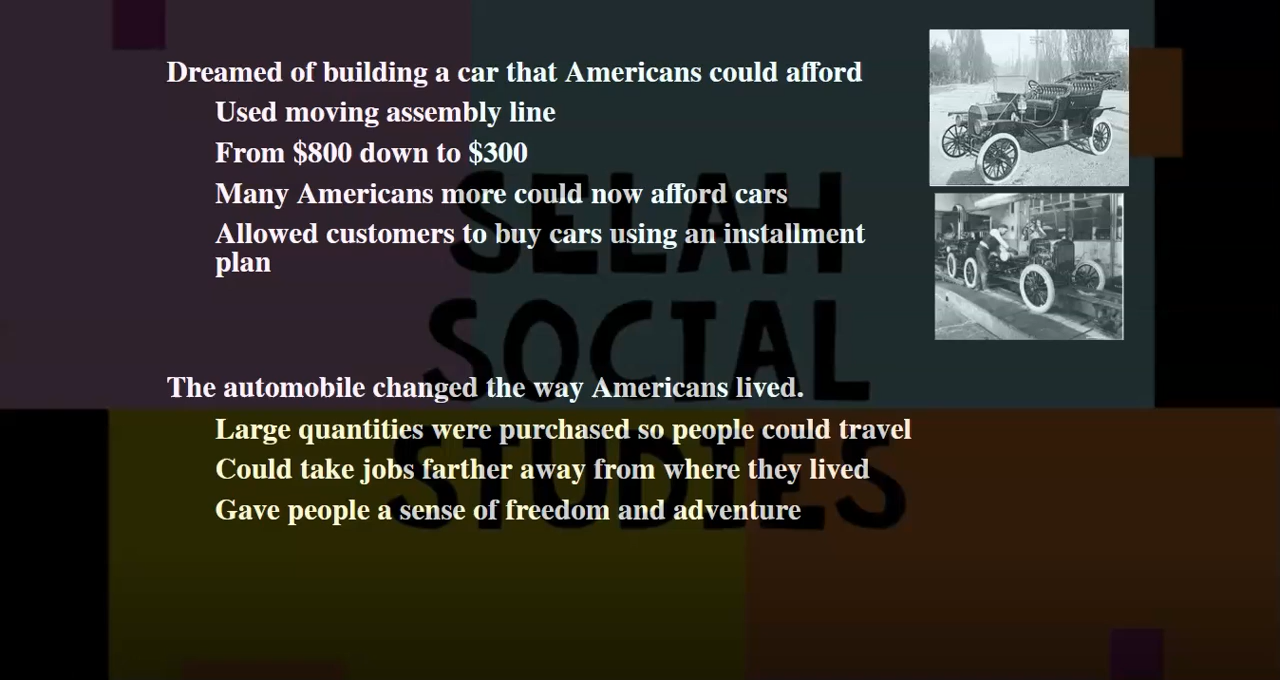 Dreamed of building a car that Americans could afford
Used moving assembly line
From $800 down to $300
Many Americans more could now afford cars
Allowed customers to buy cars using an installment
plan
The automobile changed the way Americans lived.
Large quantities were purchased so people could travel
Could take jobs farther away from where they lived
Gave people a sense of freedom and adventure
SELAH
SOCIAL
STUDIES